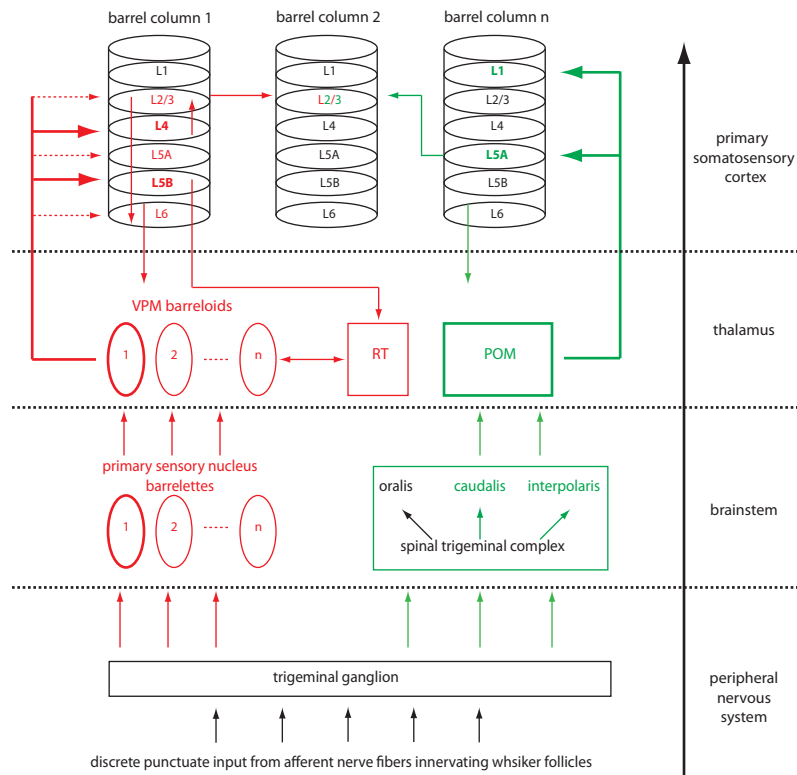 barrel column 1
barrel column 2
barrel column n
L1
L1
L1
L2/3
L2/3
L2/3
L4
L4
L4
L5A
L5A
L5A
L5B
L5B
L5B
L6
L6
L6
primary
somatosensory
cortex
VPM barreloids
1
2
n
RT
POM
thalamus
primary sensory nucleus
barrelettes
1
2
n
oralis
caudalis
interpolaris
spinal trigeminal complex
brainstem
trigeminal ganglion
peripheral
nervous
system
discrete punctuate input from afferent nerve fibers innervating whsiker follicles